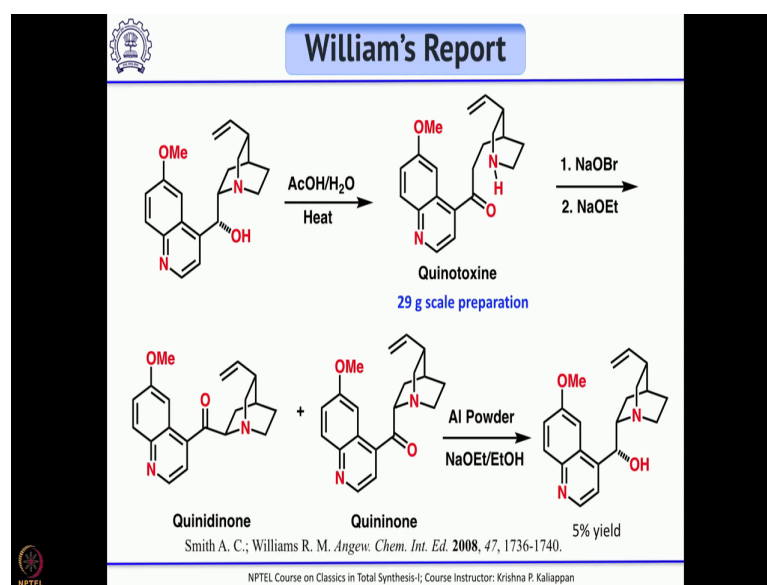 William's Report
OMe
N
OH
AcOH/H₂O
Heat
OMe
N
H
O
N
1. NaOBr
2. NaOEt
N
Quinotoxine
29 g scale preparation
OMe
O
N
N
Quinidinone
+
OMe
N
O
N
Quininone
Al Powder
NaOEt/EtOH
OMe
N
OH
N
5% yield
Smith A. C.; Williams R. M. Angew. Chem. Int. Ed. 2008, 47, 1736-1740.
NPTEL
NPTEL Course on Classics in Total Synthesis-I; Course Instructor: Krishna P. Kaliappan